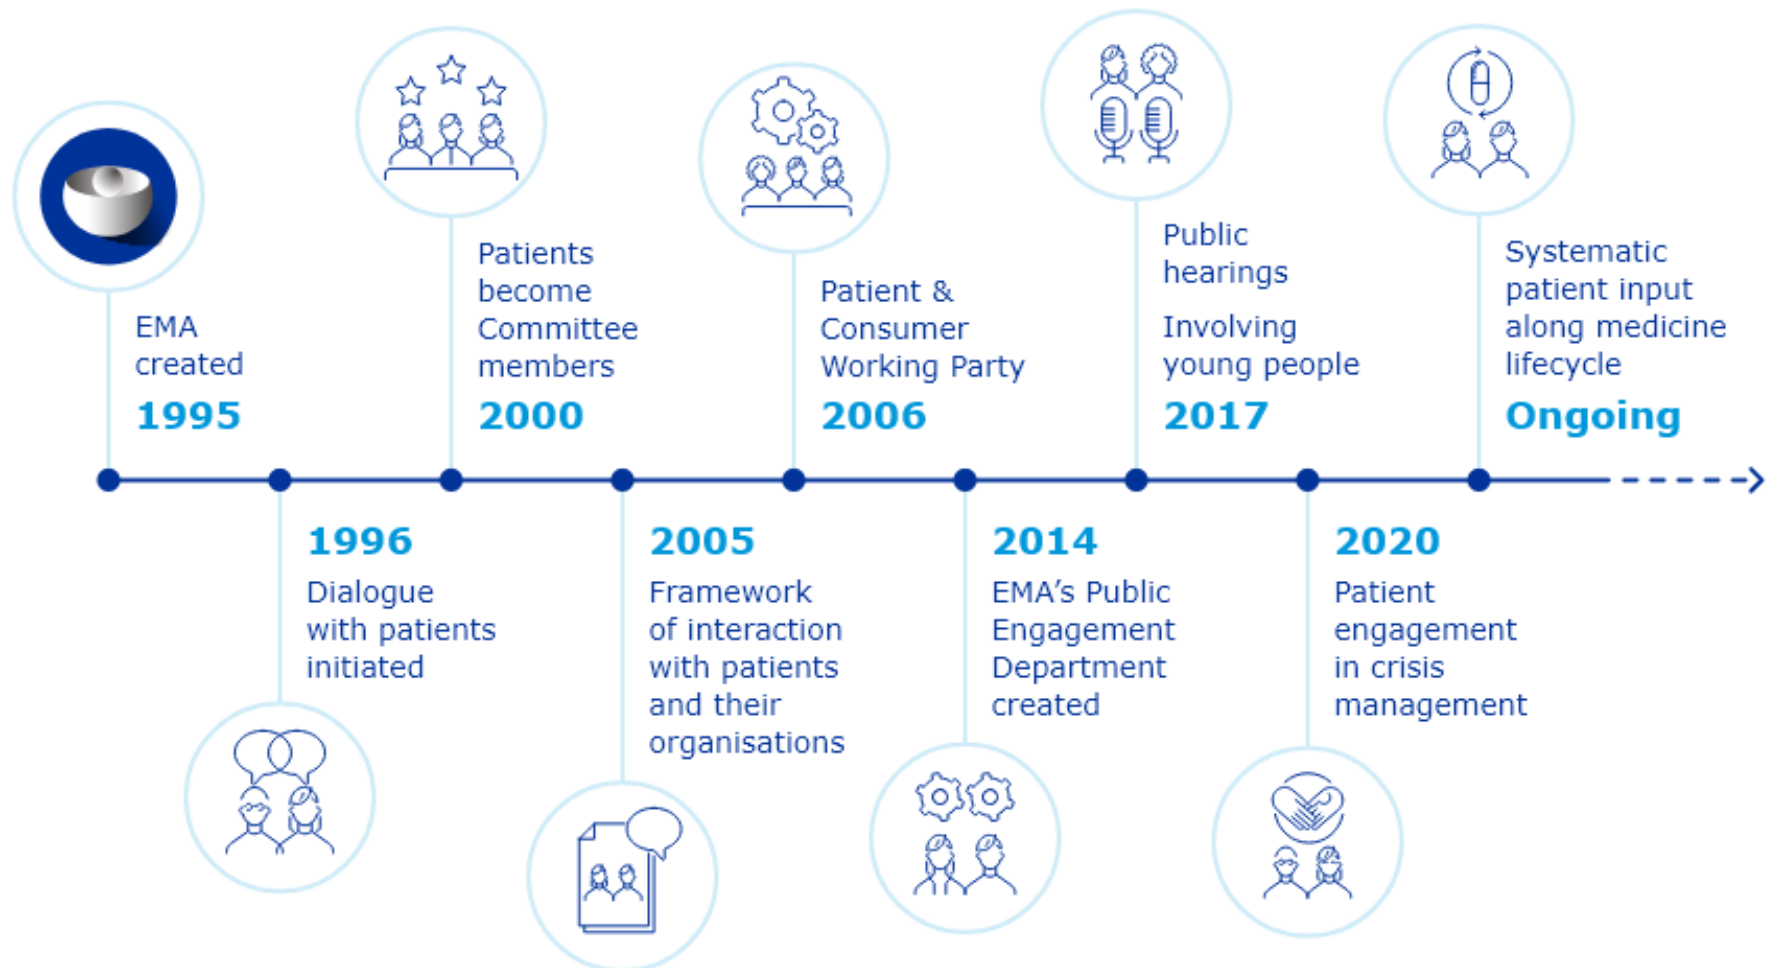 EMA
created
1995
1996
Dialogue
with patients
initiated
Patients
become
Committee
members
2000
2005
Framework
of interaction
with patients
and their
organisations
Patient &
Consumer
Working Party
2006
2014
EMA’s Public
Engagement
Department
created
Public
hearings
Involving
young people
2017
2020
Patient
engagement
in crisis
management
Systematic
patient input
along medicine
lifecycle
Ongoing